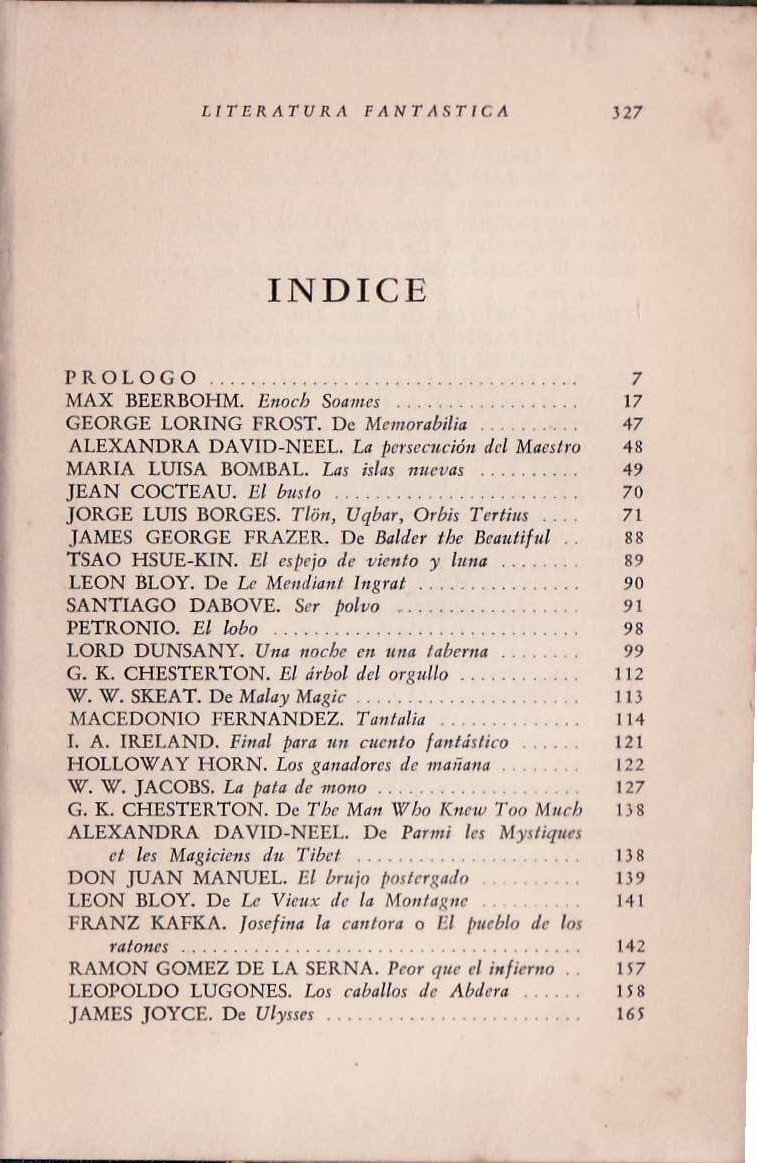 LITERATURA FANTASTICA 327
INDICE
PROLOGO .................................... 7
MAX BEERBOHM. Enoch Soames .................. 17
GEORGE LORING FROST. De Memorabilia .......... 47
ALEXANDRA DAVID-NEEL. La persecución del Maestro 48
MARIA LUISA BOMBAL. Las islas nuevas .......... 49
JEAN COCTEAU. El busto ........................ 70
JORGE LUIS BORGES. Tlön, Uqbar, Orbis Tertius .... 71
JAMES GEORGE FRAZER. De Balder the Beautiful .. 88
TSAO HSUE-KIN. El espejo de viento y luna ........ 89
LEON BLOY. De Le Mendiant Ingrat ................ 90
SANTIAGO DABOVE. Ser polvo .................. 91
PETRONIO. El lobo .............................. 98
LORD DUNSANY. Una noche en una taberna ........ 99
G. K. CHESTERTON. El árbol del orgullo ............ 112
W. W. SKEAT. De Malay Magic ...................... 113
MACEDONIO FERNANDEZ. Tantalia .............. 114
I. A. IRELAND. Final para un cuento fantástico ...... 121
HOLLOWAY HORN. Los ganadores de mañana ........ 122
W. W. JACOBS. La pata de mono .................... 127
G. K. CHESTERTON. De The Man Who Knew Too Much 138
ALEXANDRA DAVID-NEEL. De Parmi les Mystiques
et les Magiciens du Tibet ...................... 138
DON JUAN MANUEL. El brujo postergado .......... 139
LEON BLOY. De Le Vieux de la Montagne .......... 141
FRANZ KAFKA. Josefina la cantora o El pueblo de los
ratones ........................................ 142
RAMON GOMEZ DE LA SERNA. Peor que el infierno .. 157
LEOPOLDO LUGONES. Los caballos de Abdera ...... 158
JAMES JOYCE. De Ulysses ......................... 165